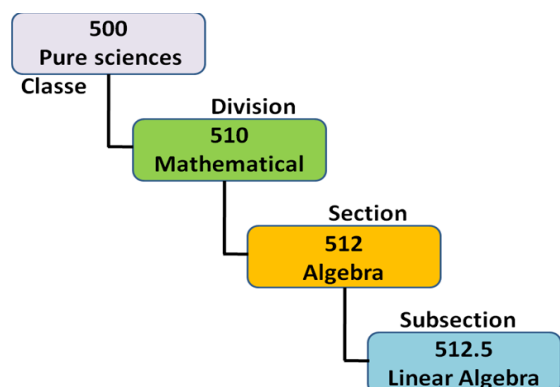 500
Pure sciences
Classe
Division
510
Mathematical
Section
512
Algebra
Subsection
512.5
Linear Algebra